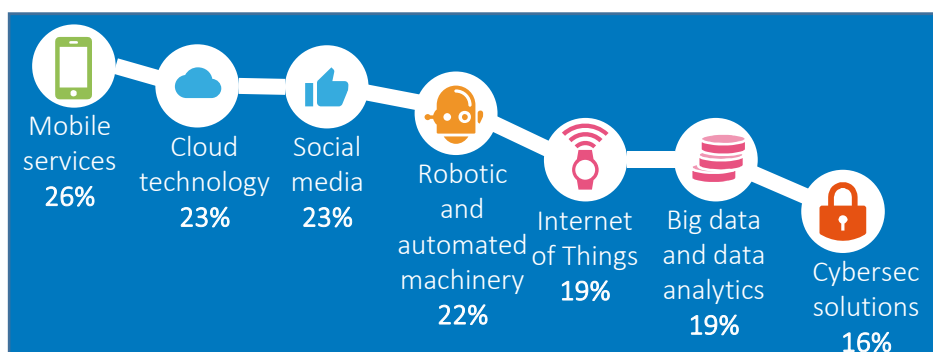 Mobile
services
26%
Cloud
technology
23%
Social
media
23%
Robotic
and
automated
machinery
22%
Internet
of Things
19%
Big data
and data
analytics
19%
Cybersec
solutions
16%